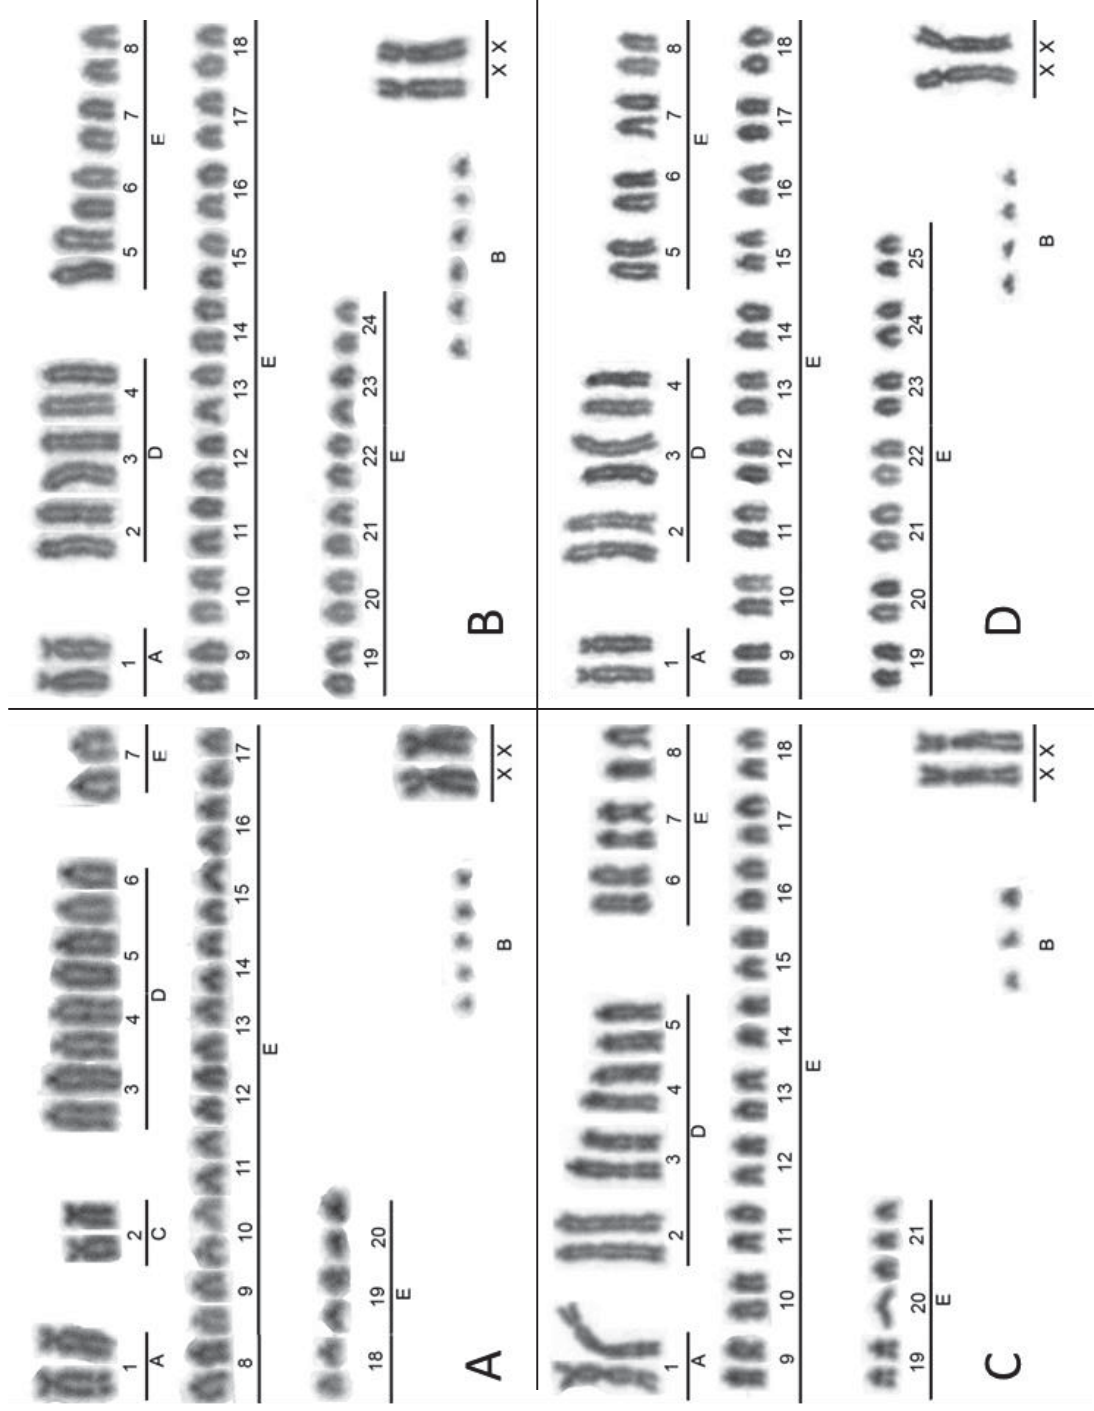 1 2 3 4 5 6 7
A C D E
8 9 10 11 12 13 14 15 16 17
E
18 19 20
E
A B X X
1 2 3 4 5 6 7 8
A D E
9 10 11 12 13 14 15 16 17 18
E
19 20 21 22 23 24
E
B B X X
1 2 3 4 5 6 7 8
A D E
9 10 11 12 13 14 15 16 17 18
E
19 20 21
E
C B X X
1 2 3 4 5 6 7 8
A D E
9 10 11 12 13 14 15 16 17 18
E
19 20 21 22 23 24 25
E
D B X X